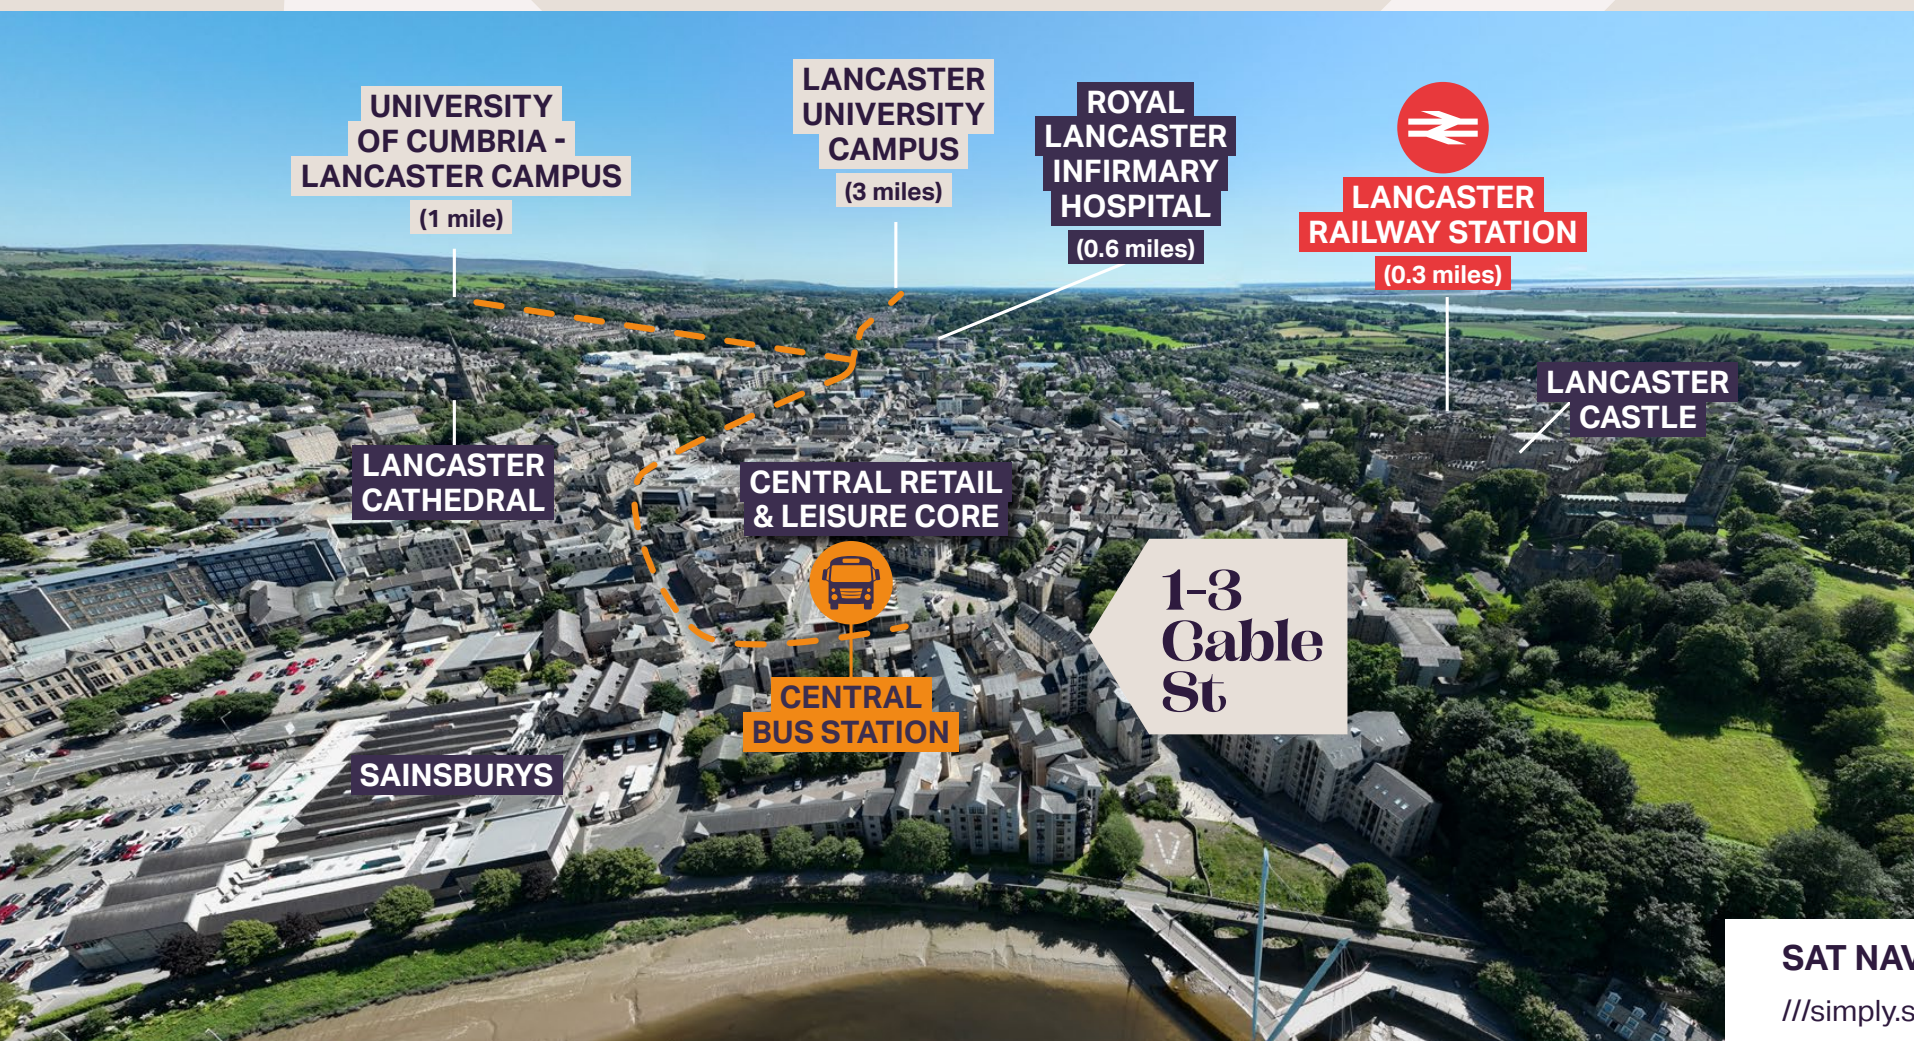 UNIVERSITY
OF CUMBRIA -
LANCASTER CAMPUS
(1 mile)
LANCASTER
UNIVERSITY
CAMPUS
(3 miles)
ROYAL
LANCASTER
INFIRMARY
HOSPITAL
(0.6 miles)
LANCASTER
RAILWAY STATION
(0.3 miles)
LANCASTER
CASTLE
LANCASTER
CATHEDRAL
CENTRAL RETAIL
& LEISURE CORE
1-3
Cable
St
CENTRAL
BUS STATION
SAINSBURYS
SAT NAV
///simply.s